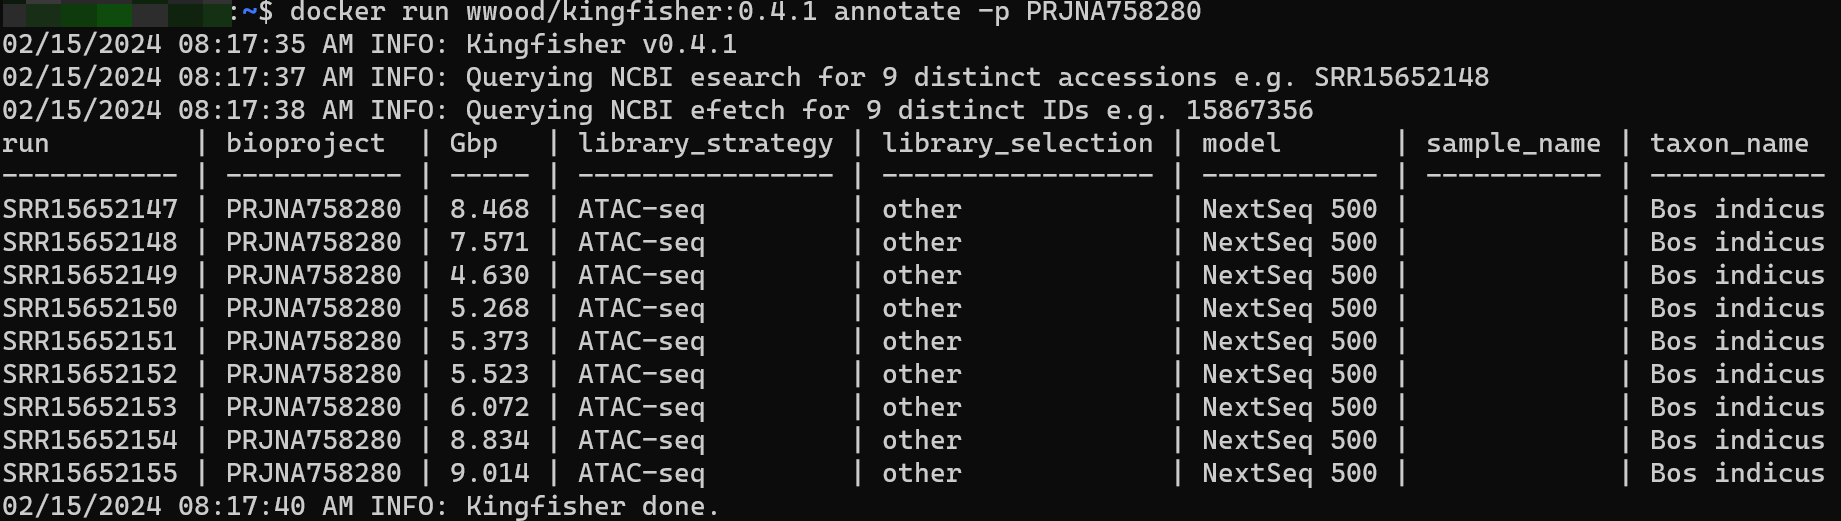 :~$ docker run wwood/kingfisher:0.4.1 annotate -p PRJNA758280
02/15/2024 08:17:35 AM INFO: Kingfisher v0.4.1
02/15/2024 08:17:37 AM INFO: Querying NCBI esearch for 9 distinct accessions e.g. SRR15652148
02/15/2024 08:17:38 AM INFO: Querying NCBI efetch for 9 distinct IDs e.g. 15867356
run         | bioproject  | Gbp   | library_strategy | library_selection | model       | sample_name | taxon_name
----------- | ----------- | ----- | ---------------- | ----------------- | ----------- | ----------- | -----------
SRR15652147 | PRJNA758280 | 8.468 | ATAC-seq         | other             | NextSeq 500 |             | Bos indicus
SRR15652148 | PRJNA758280 | 7.571 | ATAC-seq         | other             | NextSeq 500 |             | Bos indicus
SRR15652149 | PRJNA758280 | 4.630 | ATAC-seq         | other             | NextSeq 500 |             | Bos indicus
SRR15652150 | PRJNA758280 | 5.268 | ATAC-seq         | other             | NextSeq 500 |             | Bos indicus
SRR15652151 | PRJNA758280 | 5.373 | ATAC-seq         | other             | NextSeq 500 |             | Bos indicus
SRR15652152 | PRJNA758280 | 5.523 | ATAC-seq         | other             | NextSeq 500 |             | Bos indicus
SRR15652153 | PRJNA758280 | 6.072 | ATAC-seq         | other             | NextSeq 500 |             | Bos indicus
SRR15652154 | PRJNA758280 | 8.834 | ATAC-seq         | other             | NextSeq 500 |             | Bos indicus
SRR15652155 | PRJNA758280 | 9.014 | ATAC-seq         | other             | NextSeq 500 |             | Bos indicus
02/15/2024 08:17:40 AM INFO: Kingfisher done.